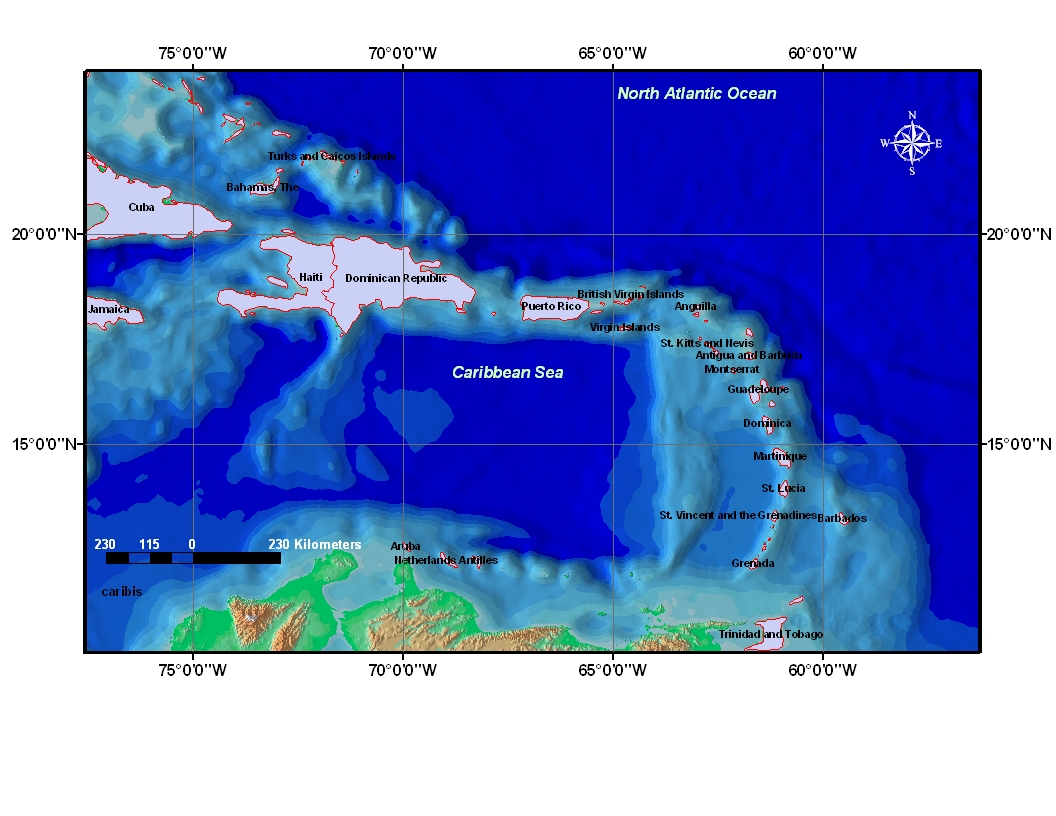 75°0'0"W 70°0'0"W 65°0'0"W 60°0'0"W
North Atlantic Ocean
N
W E
S
Turks and Caicos Islands
Bahamas, The
Cuba
20°0'0"N 20°0'0"N
Haiti Dominican Republic
British Virgin Islands
Jamaica Puerto Rico Anguilla
Virgin Islands
St. Kitts and Nevis
Antigua and Barbuda
Caribbean Sea Montserrat
Guadeloupe
Dominica
15°0'0"N 15°0'0"N
Martinique
St. Lucia
St. Vincent and the Grenadines Barbados
230 115 0 230 Kilometers Aruba
Netherlands Antilles Grenada
caribis
Trinidad and Tobago
75°0'0"W 70°0'0"W 65°0'0"W 60°0'0"W